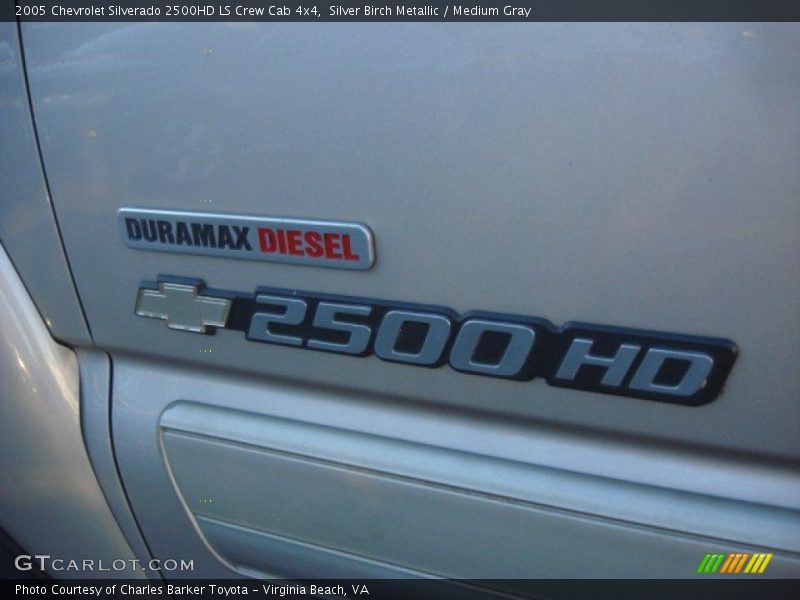 2005 Chevrolet Silverado 2500HD LS Crew Cab 4x4,  Silver Birch Metallic / Medium Gray
DURAMAX DIESEL
2500 HD
GTCARLOT.COM
Photo Courtesy of Charles Barker Toyota - Virginia Beach, VA